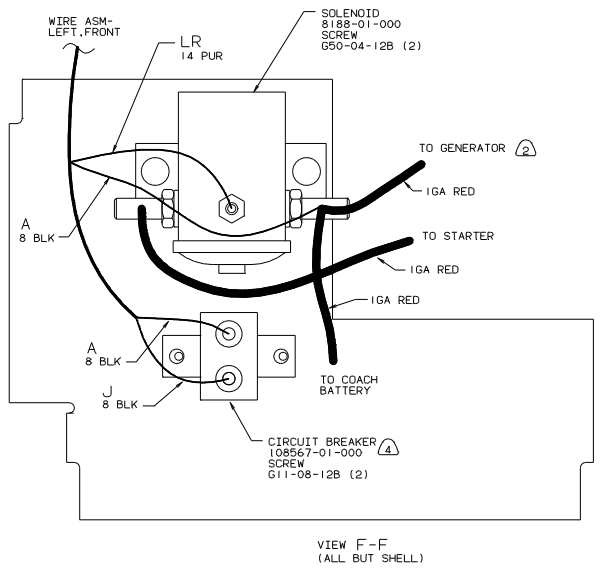 WIRE ASM-
LEFT,FRONT
LR
14 PUR
SOLENOID
8188-01-000
SCREW
G50-04-12B (2)
TO GENERATOR 2
1GA RED
A
8 BLK
TO STARTER
1GA RED
1GA RED
A
8 BLK
J
8 BLK
TO COACH
BATTERY
CIRCUIT BREAKER 4
108567-01-000
SCREW
G11-08-12B (2)
VIEW F-F
(ALL BUT SHELL)